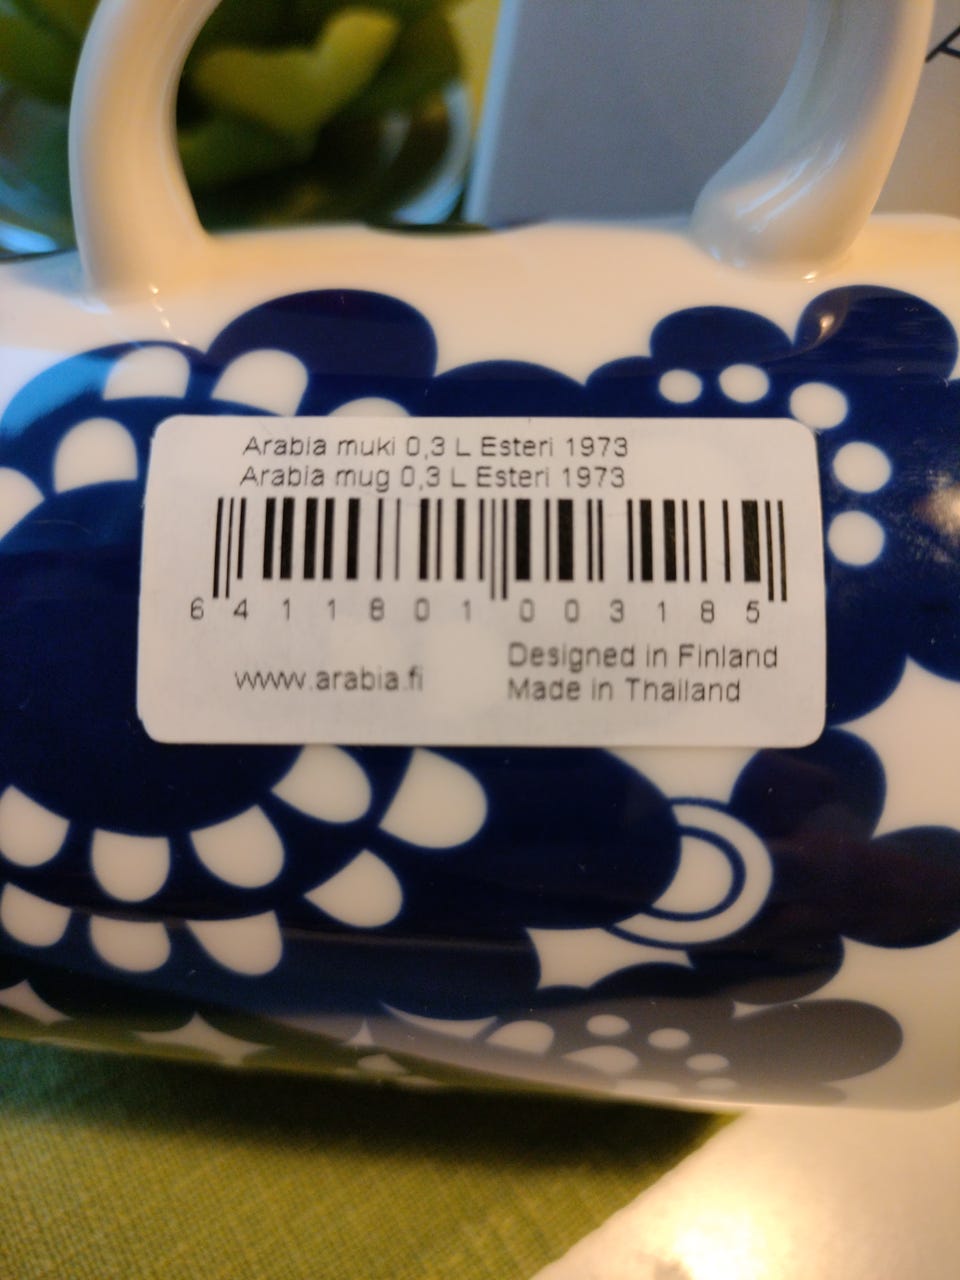 Arabia muki 0,3 L Esteri 1973
Arabia mug 0,3 L Esteri 1973
6 411801 003185
www.arabia.fi
Designed in Finland
Made in Thailand